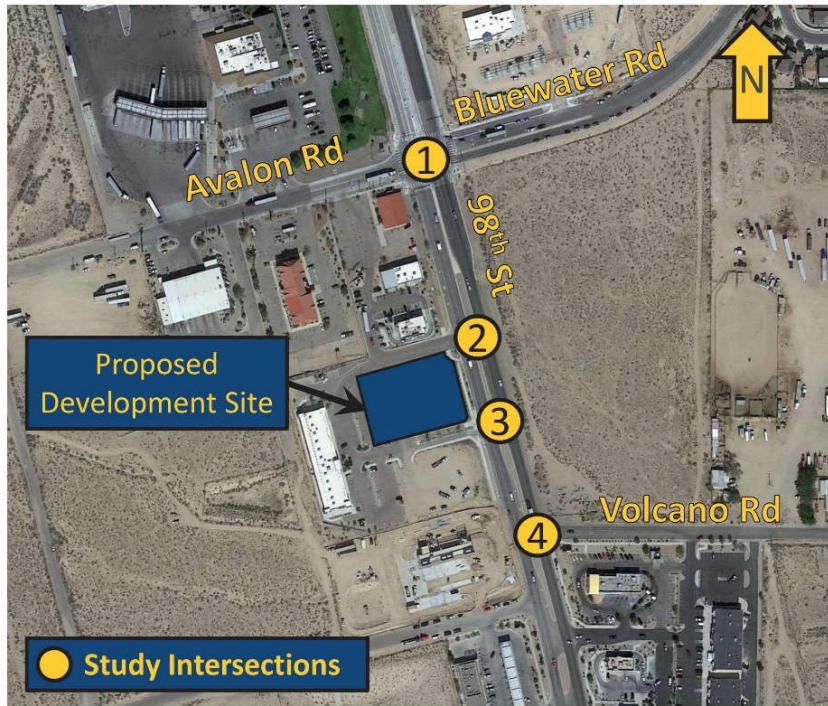 N
Bluewater Rd
1
Avalon Rd
98th St
2
Proposed
Development Site
3
4
Volcano Rd
Study Intersections